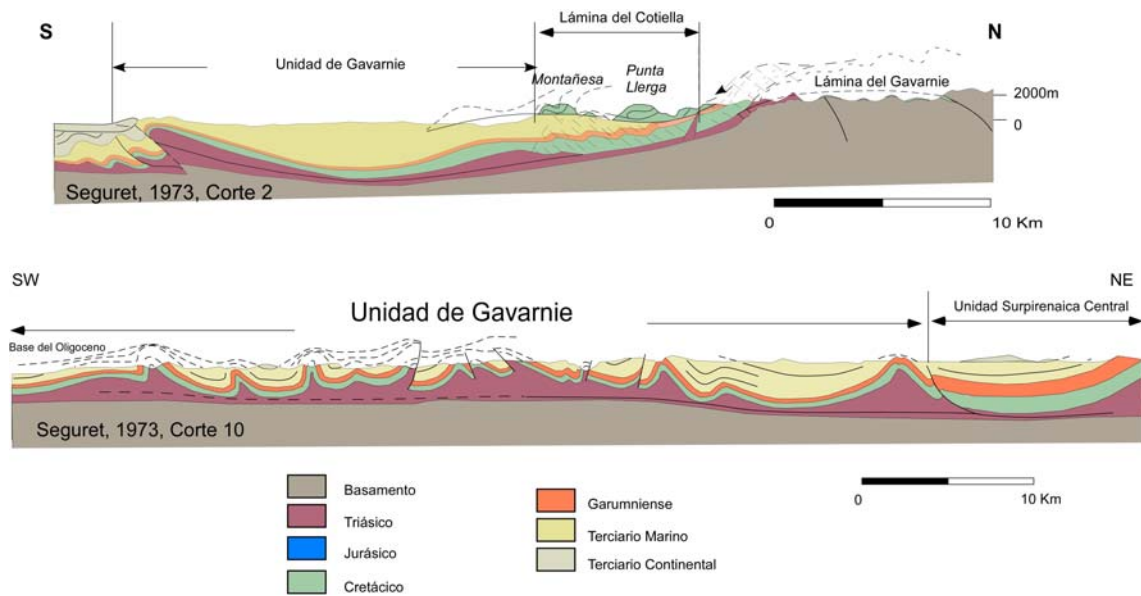 S
Lámina del Cotiella
N
Unidad de Gavarnie
Montañesa
Punta
Llerga
Lámina del Gavarnie
2000m
0
Seguret, 1973, Corte 2
0
10 Km
SW
NE
Unidad de Gavarnie
Unidad Surpirenaica Central
Base del Oligoceno
Seguret, 1973, Corte 10
0
10 Km
Basamento
Triásico
Jurásico
Cretácico
Garumniense
Terciario Marino
Terciario Continental